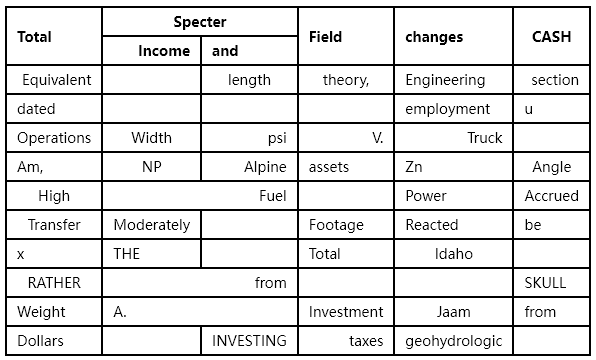 Total Specter Field changes CASH
Income and
Equivalent length theory, Engineering section
dated employment u
Operations Width psi V. Truck
Am, NP Alpine assets Zn Angle
High Fuel Power Accrued
Transfer Moderately Footage Reacted be
x THE Total Idaho
RATHER from SKULL
Weight A. Investment Jaam from
Dollars INVESTING taxes geohydrologic